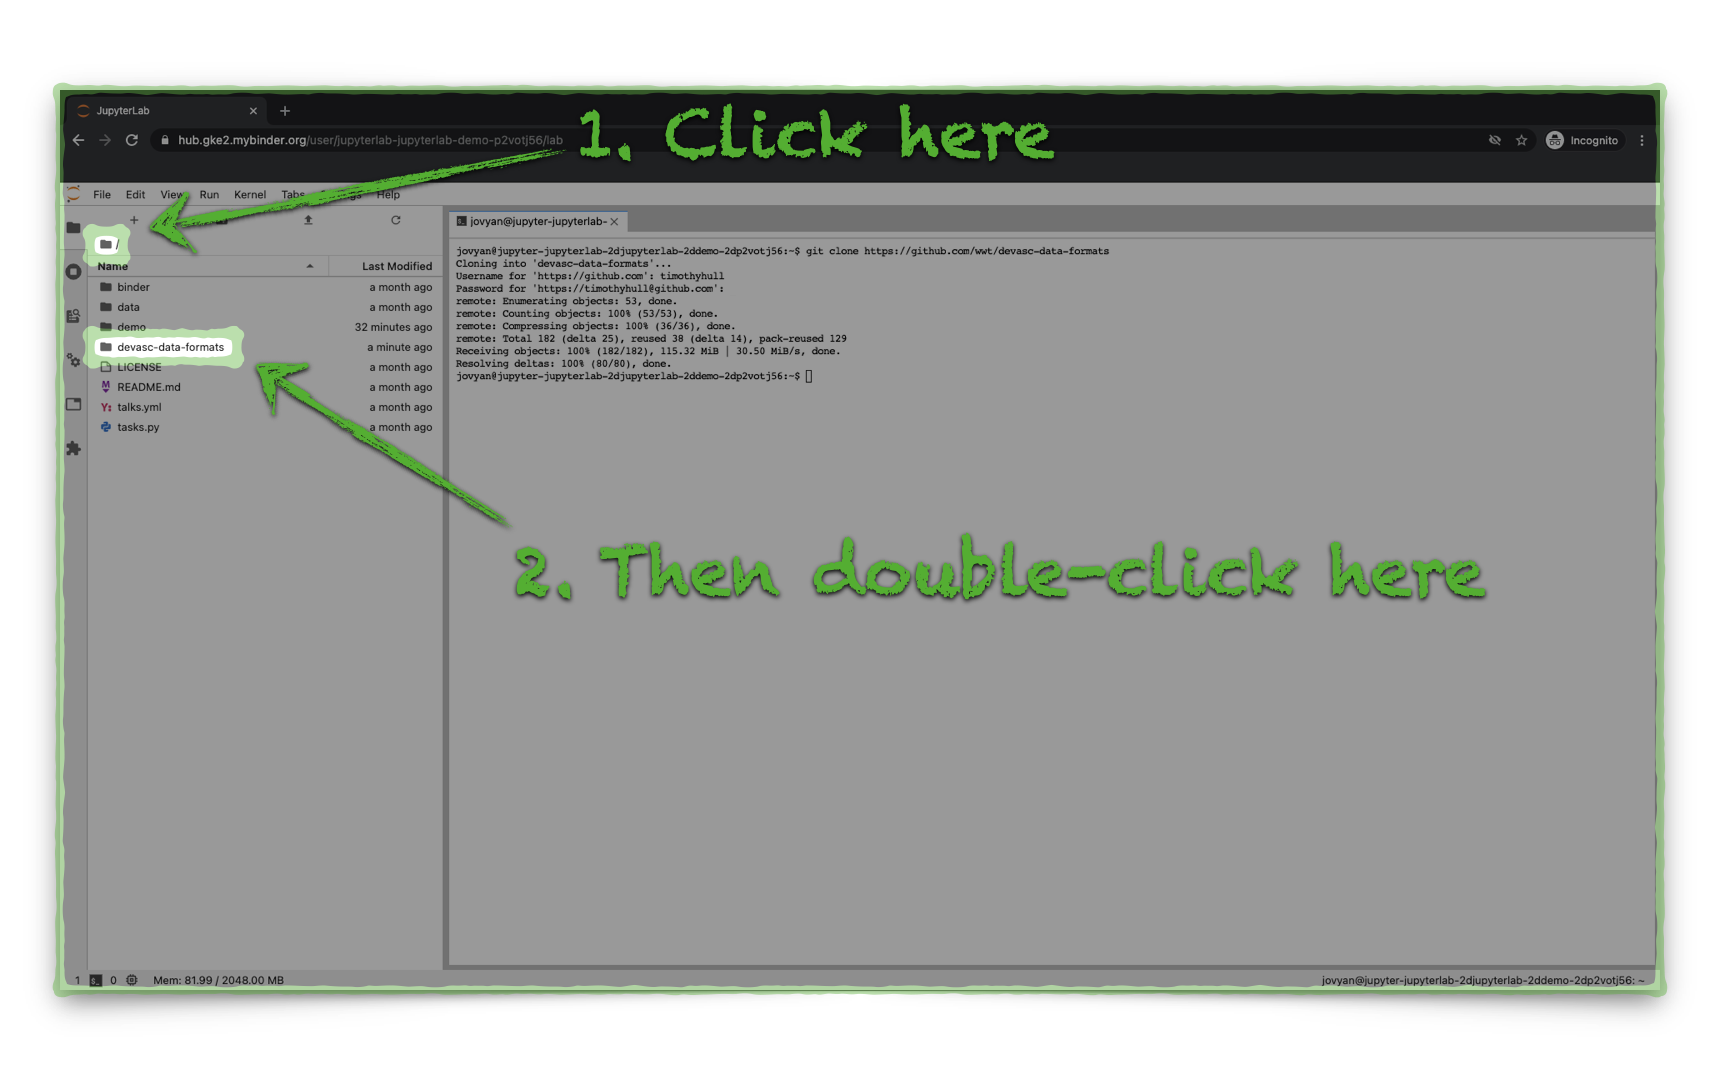 JupyterLab
1. Click here
hub.gke2.mybinder.org/user/jupyterlab-jupyterlab-demo-p2votj56/lab
Incognito
File Edit View Run Kernel Tabs Help
jovyan@jupyter-jupyterlab-
/
Name Last Modified
binder a month ago
data a month ago
demo 32 minutes ago
devasc-data-formats a minute ago
LICENSE a month ago
README.md a month ago
talks.yml a month ago
tasks.py a month ago
jovyan@jupyter-jupyterlab-2djupyterlab-2ddemo-2dp2votj56:~$ git clone https://github.com/wwt/devasc-data-formats
Cloning into 'devasc-data-formats'...
Username for 'https://github.com': timothyhull
Password for 'https://timothyhull@github.com':
remote: Enumerating objects: 53, done.
remote: Counting objects: 100% (53/53), done.
remote: Compressing objects: 100% (36/36), done.
remote: Total 182 (delta 25), reused 38 (delta 14), pack-reused 129
Receiving objects: 100% (182/182), 115.32 MiB | 30.50 MiB/s, done.
Resolving deltas: 100% (80/80), done.
jovyan@jupyter-jupyterlab-2djupyterlab-2ddemo-2dp2votj56:~$
2. Then double-click here
1 0 Mem: 81.99 / 2048.00 MB
jovyan@jupyter-jupyterlab-2djupyterlab-2ddemo-2dp2votj56: ~